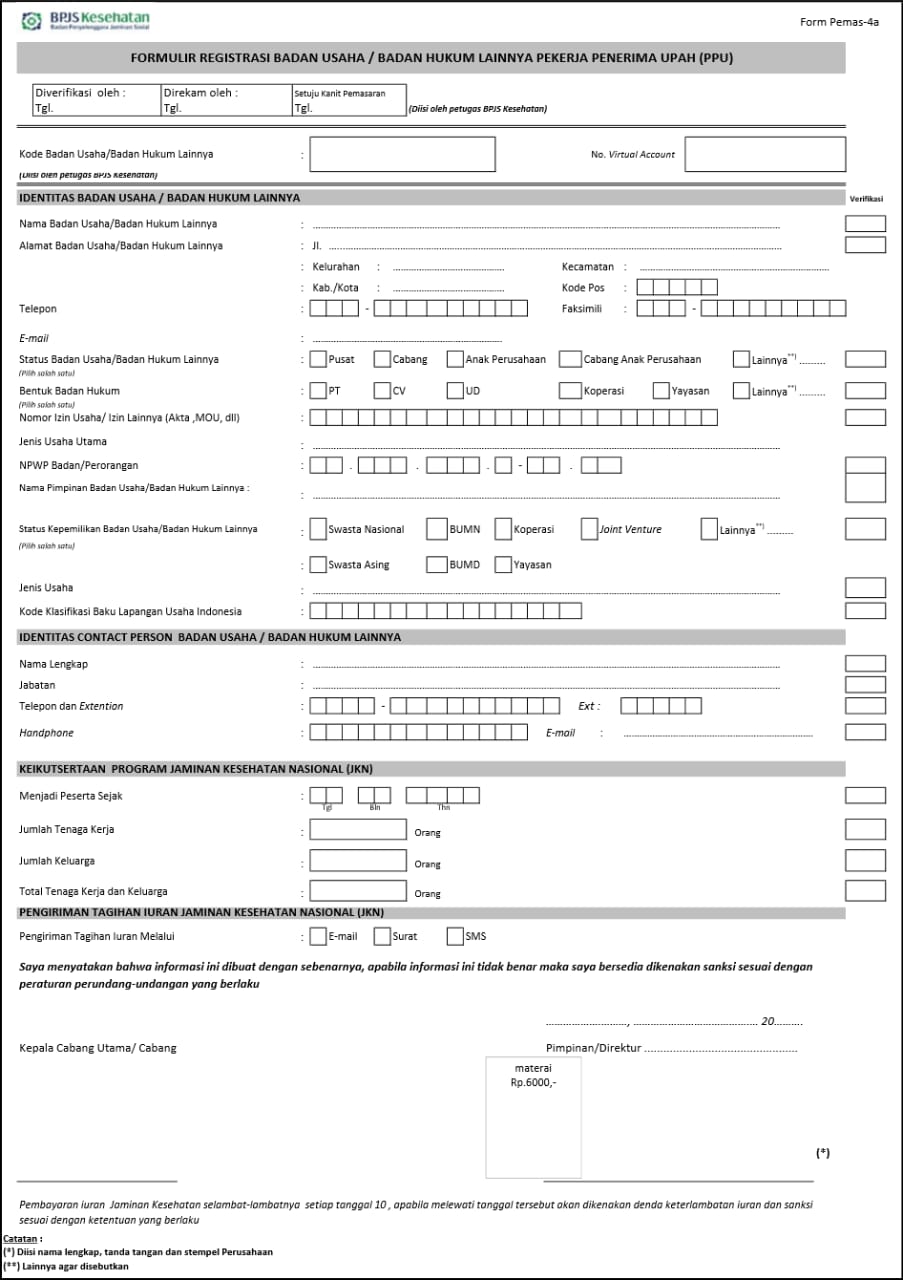 BPJS Kesehatan
Badan Penyelenggara Jaminan Sosial
Form Pemas-4a
FORMULIR REGISTRASI BADAN USAHA / BADAN HUKUM LAINNYA PEKERJA PENERIMA UPAH (PPU)
Diverifikasi oleh : Direkam oleh : Setuju Kanit Pemasaran
Tgl. Tgl. Tgl. (Diisi oleh petugas BPJS Kesehatan)
Kode Badan Usaha/Badan Hukum Lainnya : No. Virtual Account
(Diisi oleh petugas BPJS Kesehatan)
IDENTITAS BADAN USAHA / BADAN HUKUM LAINNYA Verifikasi
Nama Badan Usaha/Badan Hukum Lainnya :
Alamat Badan Usaha/Badan Hukum Lainnya : Jl.
: Kelurahan : Kecamatan :
: Kab./Kota : Kode Pos :
Telepon : - Faksimili : -
E-mail :
Status Badan Usaha/Badan Hukum Lainnya : Pusat Cabang Anak Perusahaan Cabang Anak Perusahaan Lainnya**) .........
(Pilih salah satu)
Bentuk Badan Hukum : PT CV UD Koperasi Yayasan Lainnya**) .........
(Pilih salah satu)
Nomor Izin Usaha/ Izin Lainnya (Akta ,MOU, dll) :
Jenis Usaha Utama :
NPWP Badan/Perorangan : . . . - .
Nama Pimpinan Badan Usaha/Badan Hukum Lainnya : :
Status Kepemilikan Badan Usaha/Badan Hukum Lainnya : Swasta Nasional BUMN Koperasi Joint Venture Lainnya**) .........
(Pilih salah satu)
: Swasta Asing BUMD Yayasan
Jenis Usaha :
Kode Klasifikasi Baku Lapangan Usaha Indonesia :
IDENTITAS CONTACT PERSON BADAN USAHA / BADAN HUKUM LAINNYA
Nama Lengkap :
Jabatan :
Telepon dan Extention : - Ext :
Handphone : E-mail :
KEIKUTSERTAAN PROGRAM JAMINAN KESEHATAN NASIONAL (JKN)
Menjadi Peserta Sejak :
Tgl Bln Thn
Jumlah Tenaga Kerja : Orang
Jumlah Keluarga : Orang
Total Tenaga Kerja dan Keluarga : Orang
PENGIRIMAN TAGIHAN IURAN JAMINAN KESEHATAN NASIONAL (JKN)
Pengiriman Tagihan Iuran Melalui : E-mail Surat SMS
Saya menyatakan bahwa informasi ini dibuat dengan sebenarnya, apabila informasi ini tidak benar maka saya bersedia dikenakan sanksi sesuai dengan
peraturan perundang-undangan yang berlaku
........................., ...................................... 20.........
Kepala Cabang Utama/ Cabang Pimpinan/Direktur ................................................
materai
Rp.6000,-
(*)
Pembayaran iuran Jaminan Kesehatan selambat-lambatnya setiap tanggal 10 , apabila melewati tanggal tersebut akan dikenakan denda keterlambatan iuran dan sanksi
sesuai dengan ketentuan yang berlaku
Catatan :
(*) Diisi nama lengkap, tanda tangan dan stempel Perusahaan
(**) Lainnya agar disebutkan